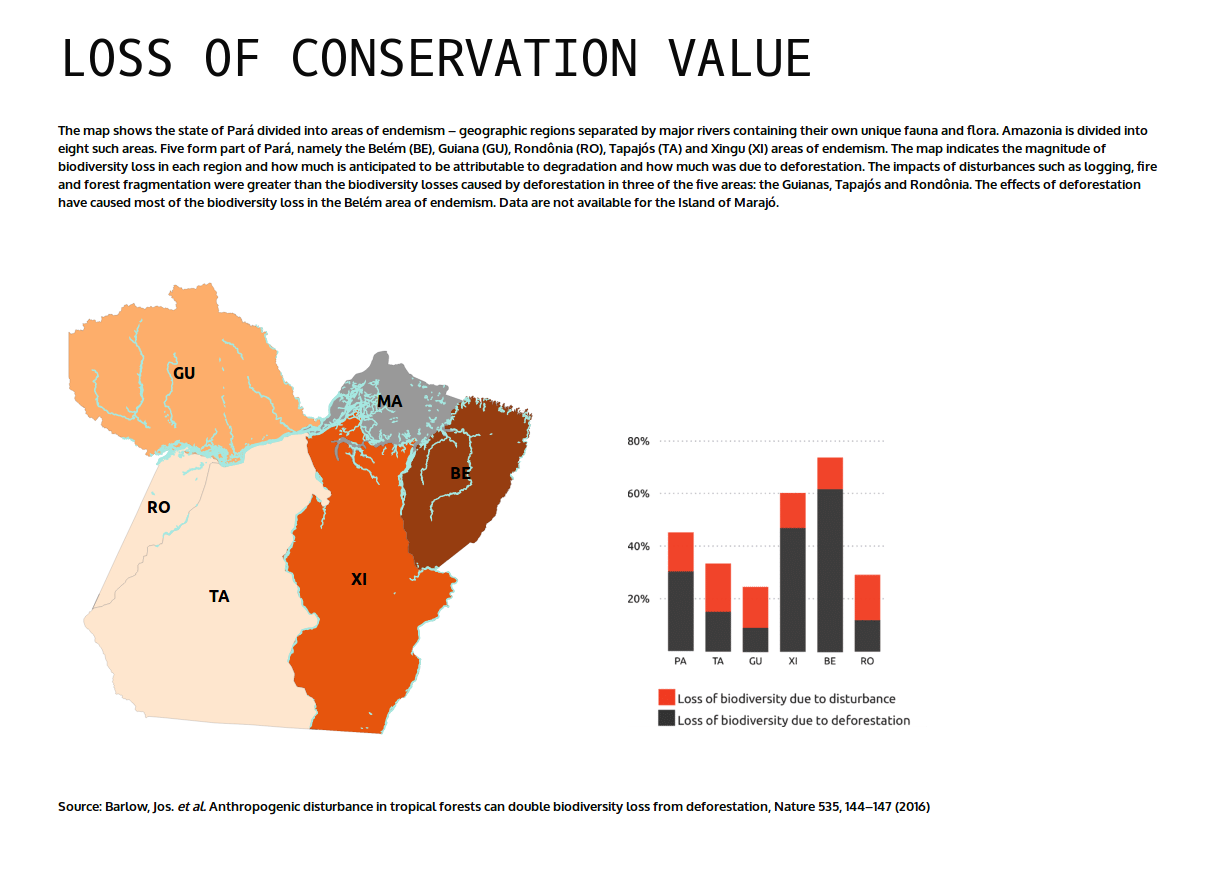 LOSS OF CONSERVATION VALUE
The map shows the state of Pará divided into areas of endemism – geographic regions separated by major rivers containing their own unique fauna and flora. Amazonia is divided into
eight such areas. Five form part of Pará, namely the Belém (BE), Guiana (GU), Rondônia (RO), Tapajós (TA) and Xingu (XI) areas of endemism. The map indicates the magnitude of
biodiversity loss in each region and how much is anticipated to be attributable to degradation and how much was due to deforestation. The impacts of disturbances such as logging, fire
and forest fragmentation were greater than the biodiversity losses caused by deforestation in three of the five areas: the Guianas, Tapajós and Rondônia. The effects of deforestation
have caused most of the biodiversity loss in the Belém area of endemism. Data are not available for the Island of Marajó.
GU
MA
BE
RO
XI
TA
80%
60%
40%
20%
PA TA GU XI BE RO
Loss of biodiversity due to disturbance
Loss of biodiversity due to deforestation
Source: Barlow, Jos. et al. Anthropogenic disturbance in tropical forests can double biodiversity loss from deforestation, Nature 535, 144–147 (2016)